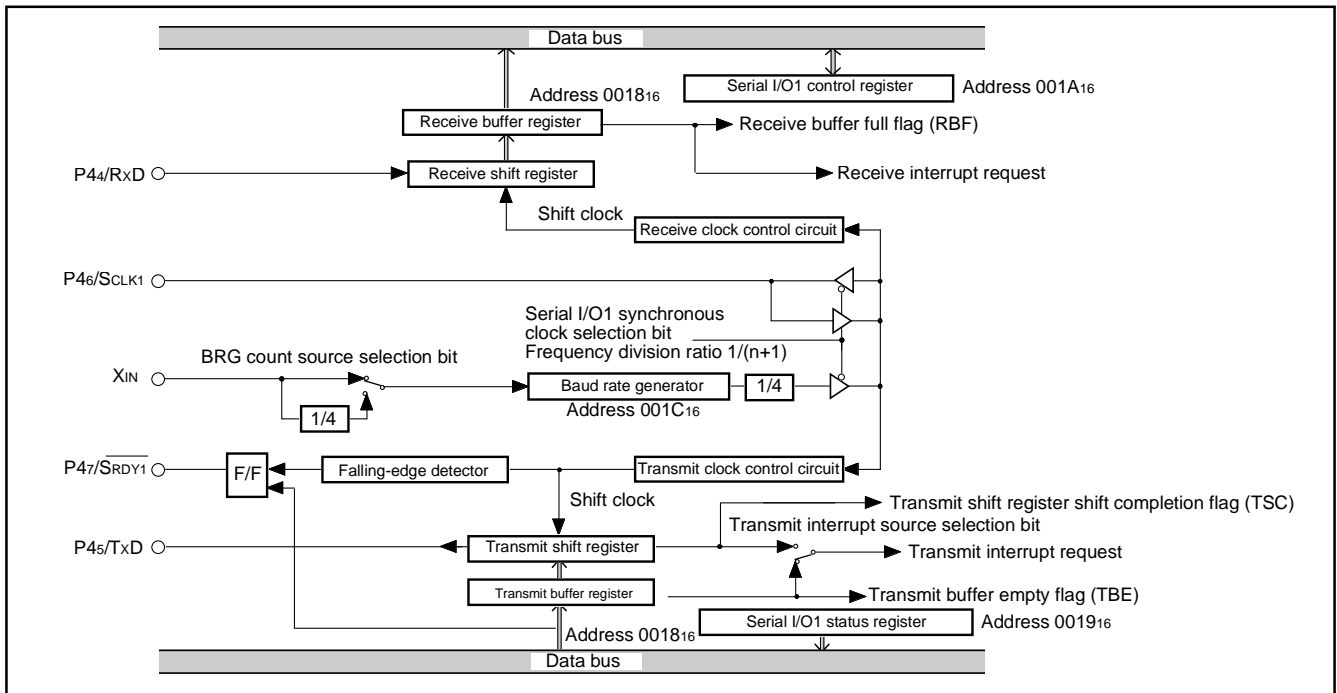 Data bus
Address 001816
Serial I/O1 control register
Address 001A16
Receive buffer register
Receive buffer full flag (RBF)
P44/RXD
Receive shift register
Receive interrupt request
Shift clock
Receive clock control circuit
P46/SCLK1
Serial I/O1 synchronous
clock selection bit
Frequency division ratio 1/(n+1)
BRG count source selection bit
XIN
Baud rate generator
1/4
Address 001C16
1/4
P47/SRDY1
F/F
Falling-edge detector
Transmit clock control circuit
Shift clock
Transmit shift register shift completion flag (TSC)
Transmit interrupt source selection bit
P45/TXD
Transmit shift register
Transmit interrupt request
Transmit buffer register
Transmit buffer empty flag (TBE)
Address 001816
Serial I/O1 status register
Address 001916
Data bus